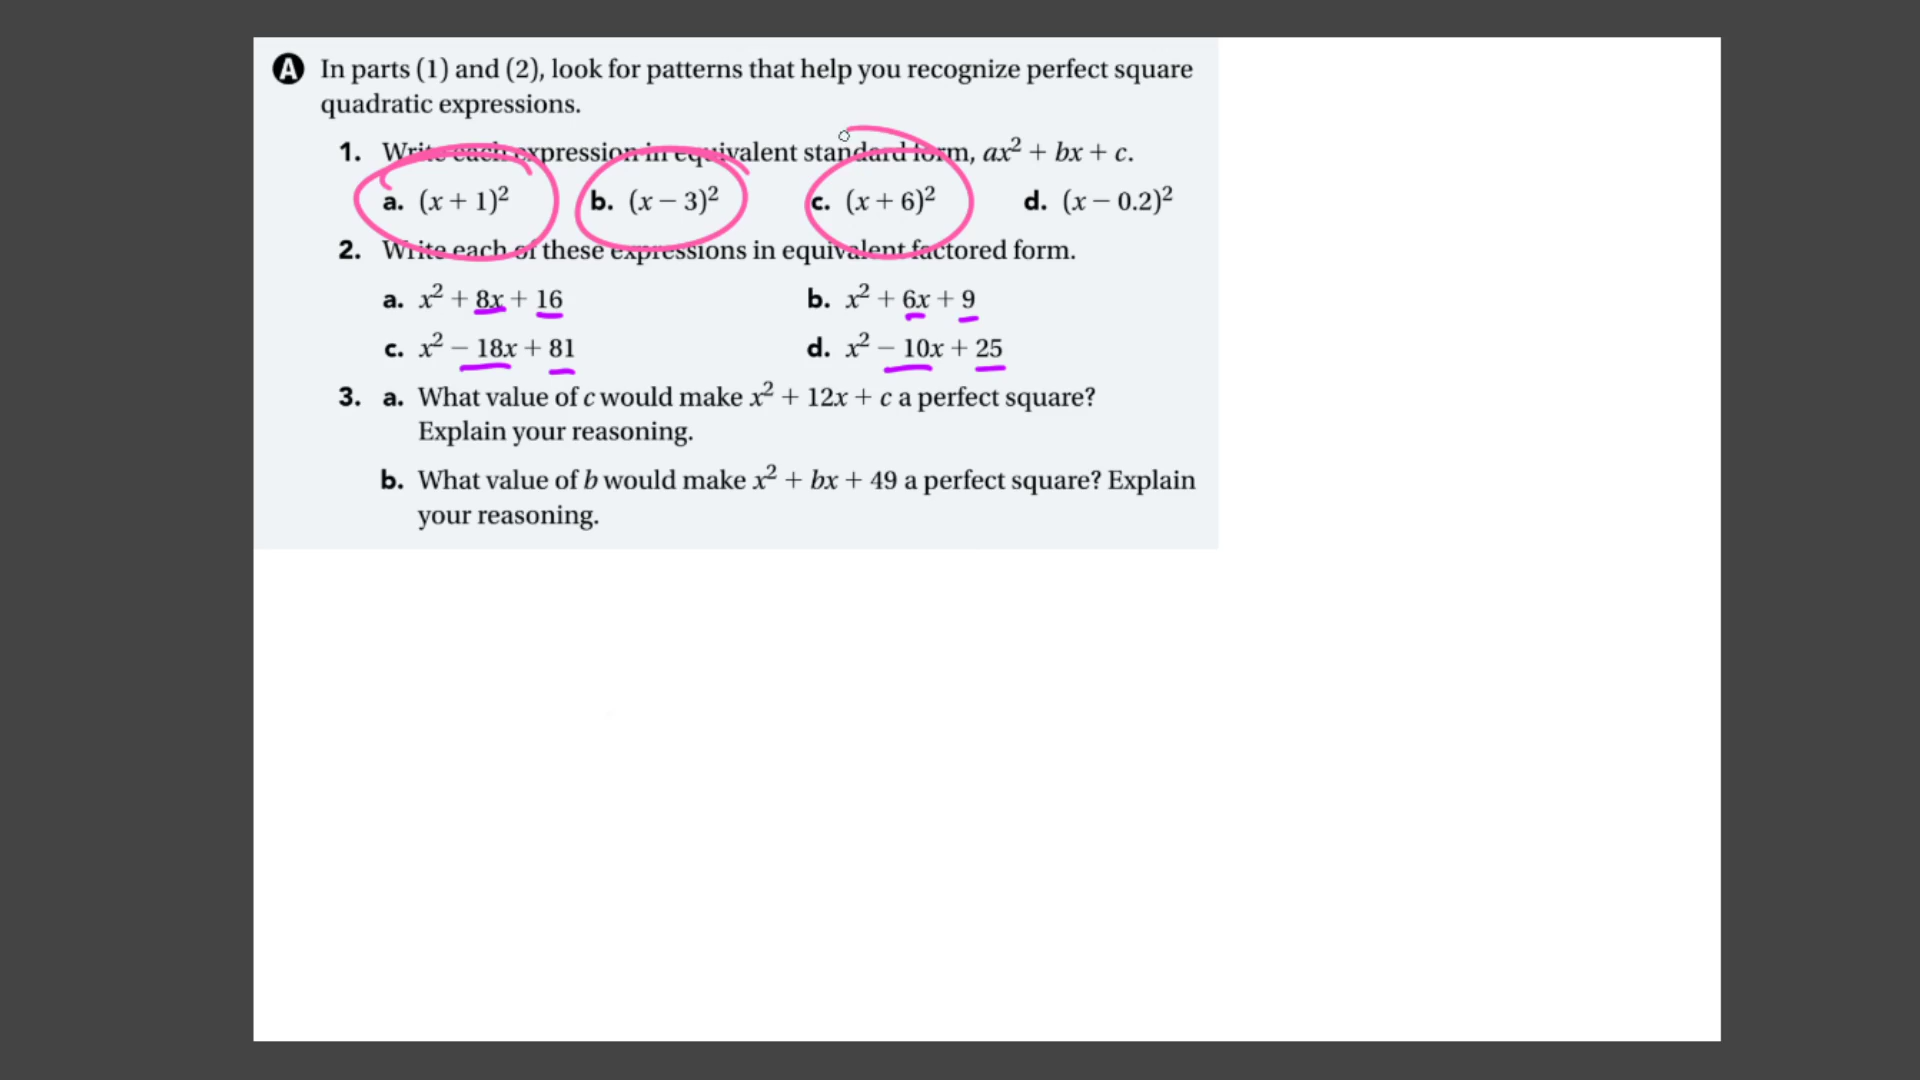 A In parts (1) and (2), look for patterns that help you recognize perfect square
quadratic expressions.
1. Write each expression in equivalent standard form, ax² + bx + c.
a. (x + 1)² b. (x − 3)² c. (x + 6)² d. (x − 0.2)²
2. Write each of these expressions in equivalent factored form.
a. x² + 8x + 16 b. x² + 6x + 9
c. x² − 18x + 81 d. x² − 10x + 25
3. a. What value of c would make x² + 12x + c a perfect square?
Explain your reasoning.
b. What value of b would make x² + bx + 49 a perfect square? Explain
your reasoning.